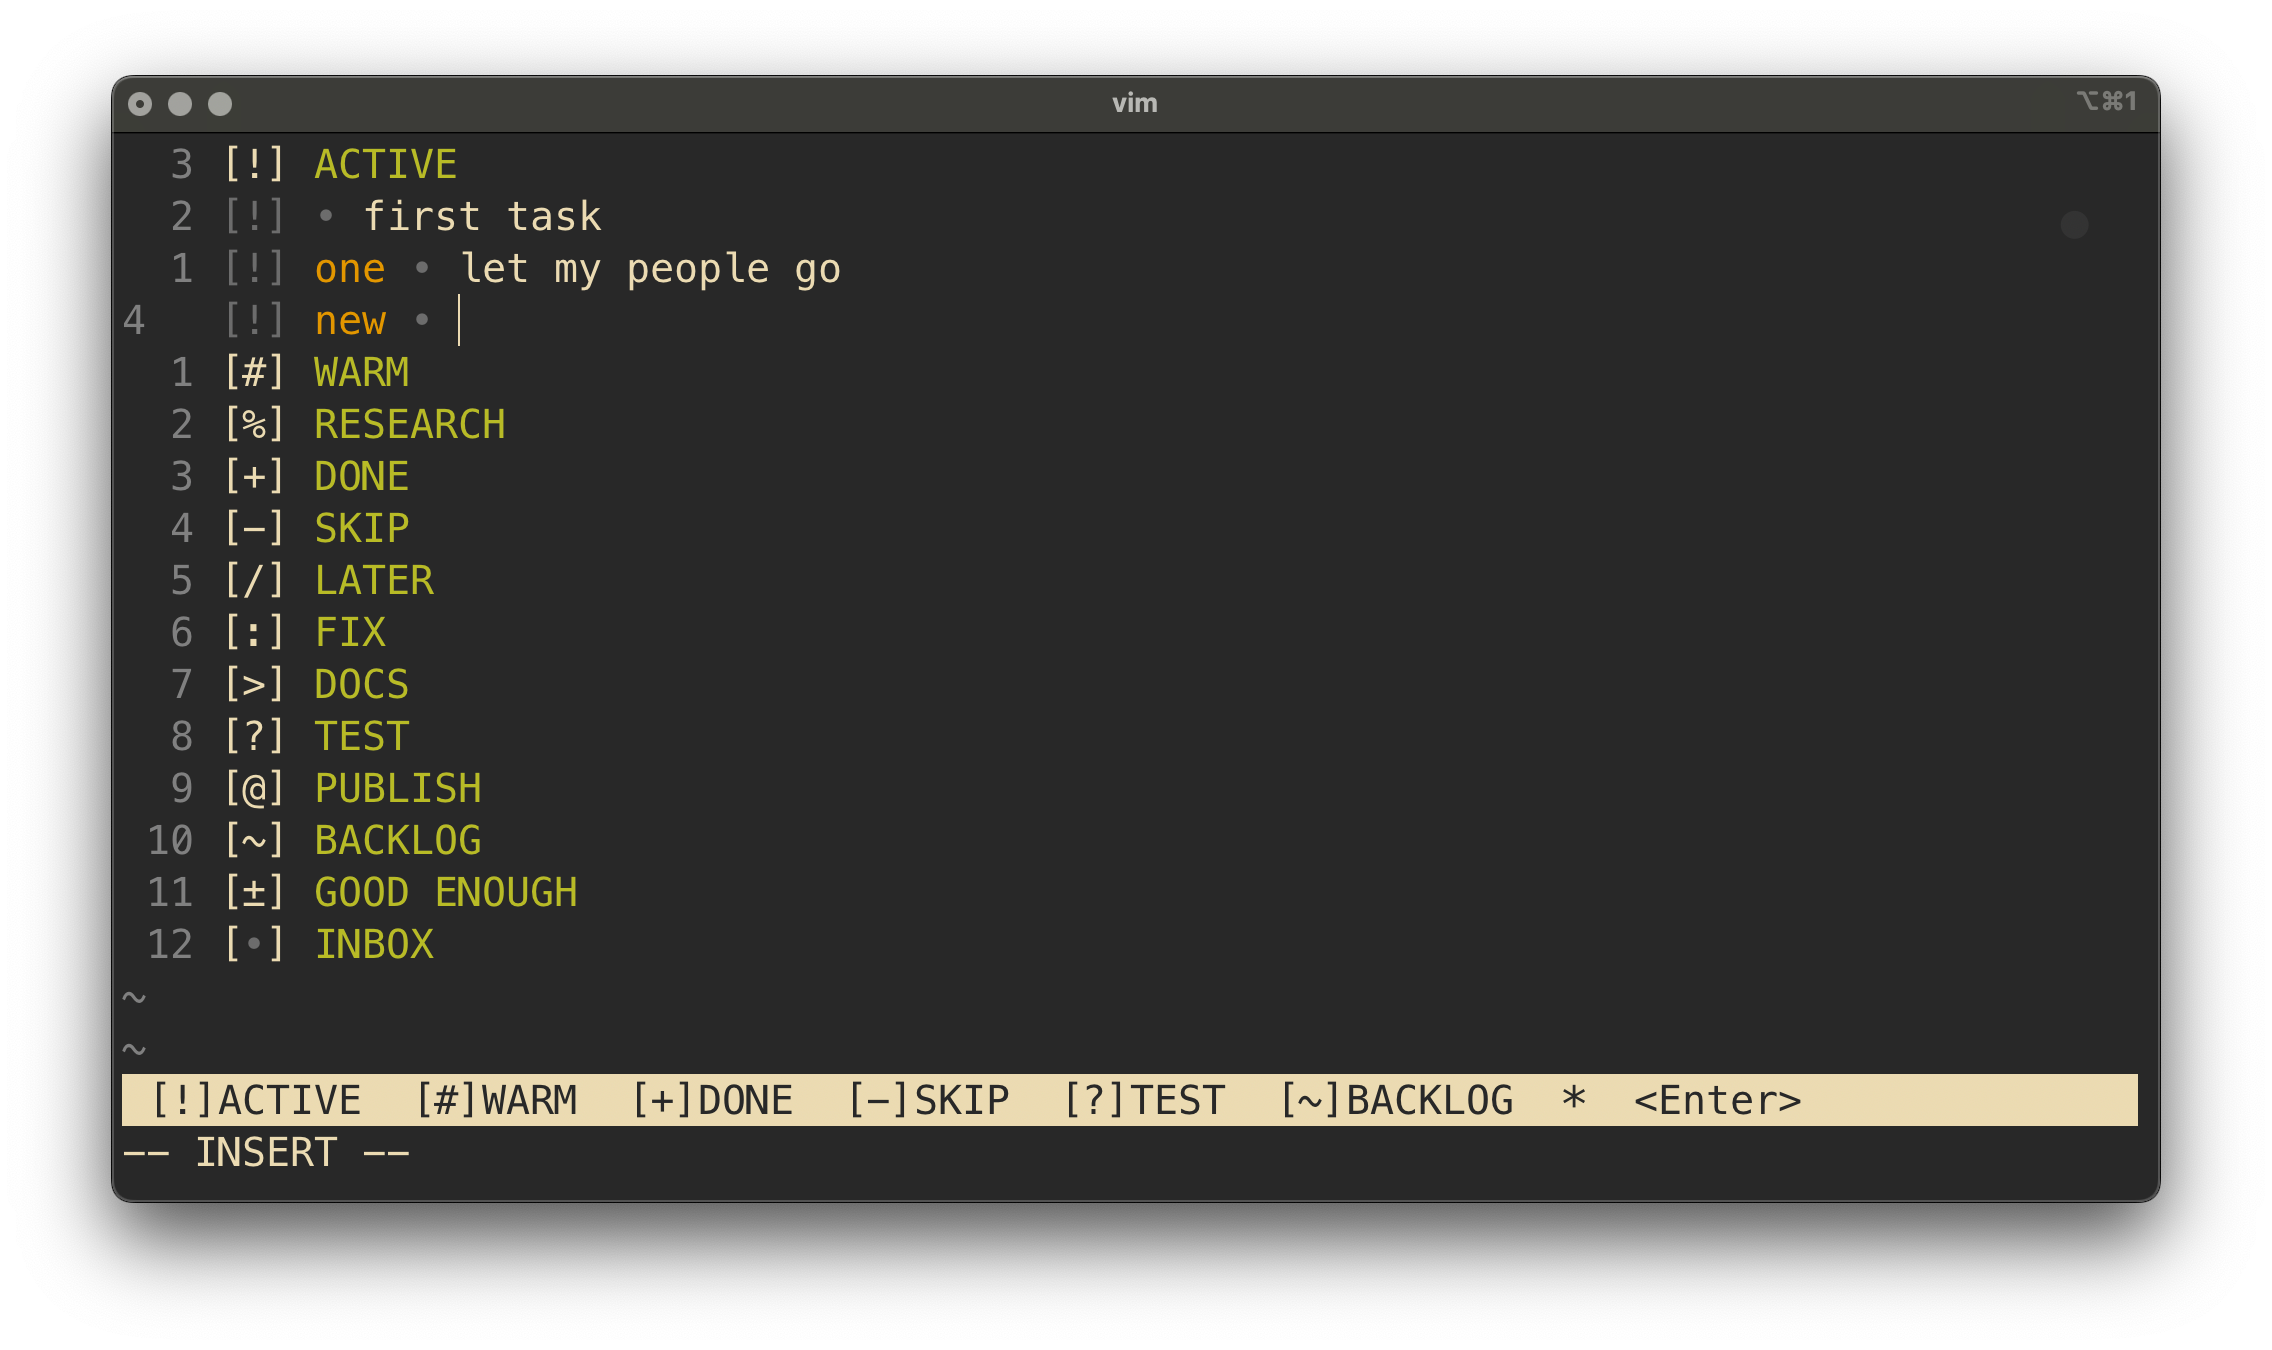 vim ⌥⌘1
3 [!] ACTIVE
2 [!] • first task
1 [!] one • let my people go
4 [!] new •
1 [#] WARM
2 [%] RESEARCH
3 [+] DONE
4 [-] SKIP
5 [/] LATER
6 [:] FIX
7 [>] DOCS
8 [?] TEST
9 [@] PUBLISH
10 [~] BACKLOG
11 [±] GOOD ENOUGH
12 [•] INBOX
~
~
[!]ACTIVE [#]WARM [+]DONE [-]SKIP [?]TEST [~]BACKLOG * <Enter>
-- INSERT --